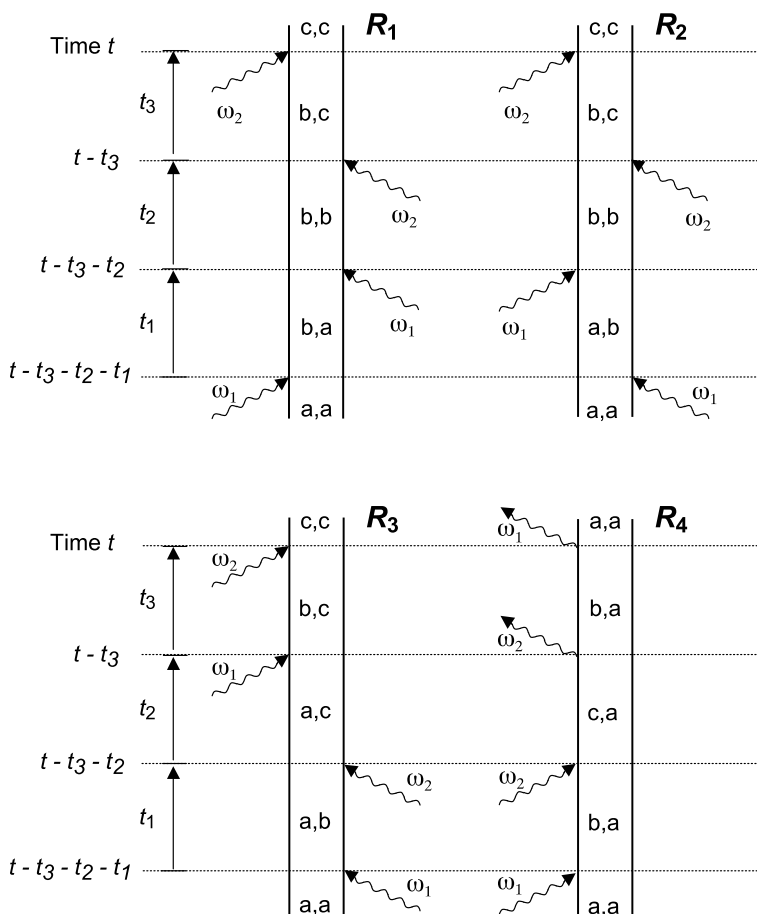 c,c R1 c,c R2
Time t
t3 ω2 b,c ω2 b,c
t - t3
t2 b,b ω2 b,b ω2
t - t3 - t2
t1 b,a ω1 ω1 a,b
t - t3 - t2 - t1
ω1 a,a a,a ω1
c,c R3 ω1 a,a R4
Time t
ω2
t3 b,c ω2 b,a
t - t3
ω1
t2 a,c c,a
t - t3 - t2
ω2 ω2
t1 a,b b,a
t - t3 - t2 - t1
a,a ω1 ω1 a,a